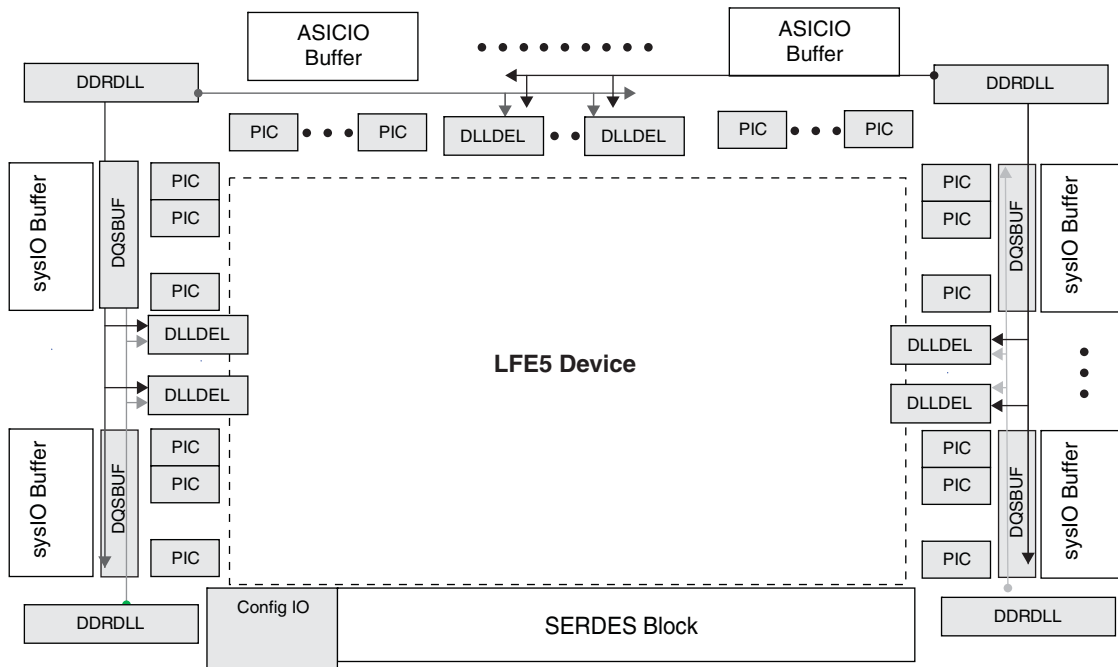 ASICIO
Buffer
ASICIO
Buffer
DDRDLL
DDRDLL
PIC
PIC
DLLDEL
DLLDEL
PIC
PIC
sysIO Buffer
DQSBUF
PIC
PIC
PIC
DLLDEL
DLLDEL
sysIO Buffer
DQSBUF
PIC
PIC
PIC
DDRDLL
LFE5 Device
PIC
PIC
PIC
DQSBUF
sysIO Buffer
DLLDEL
DLLDEL
PIC
PIC
PIC
DQSBUF
sysIO Buffer
DDRDLL
Config IO
SERDES Block